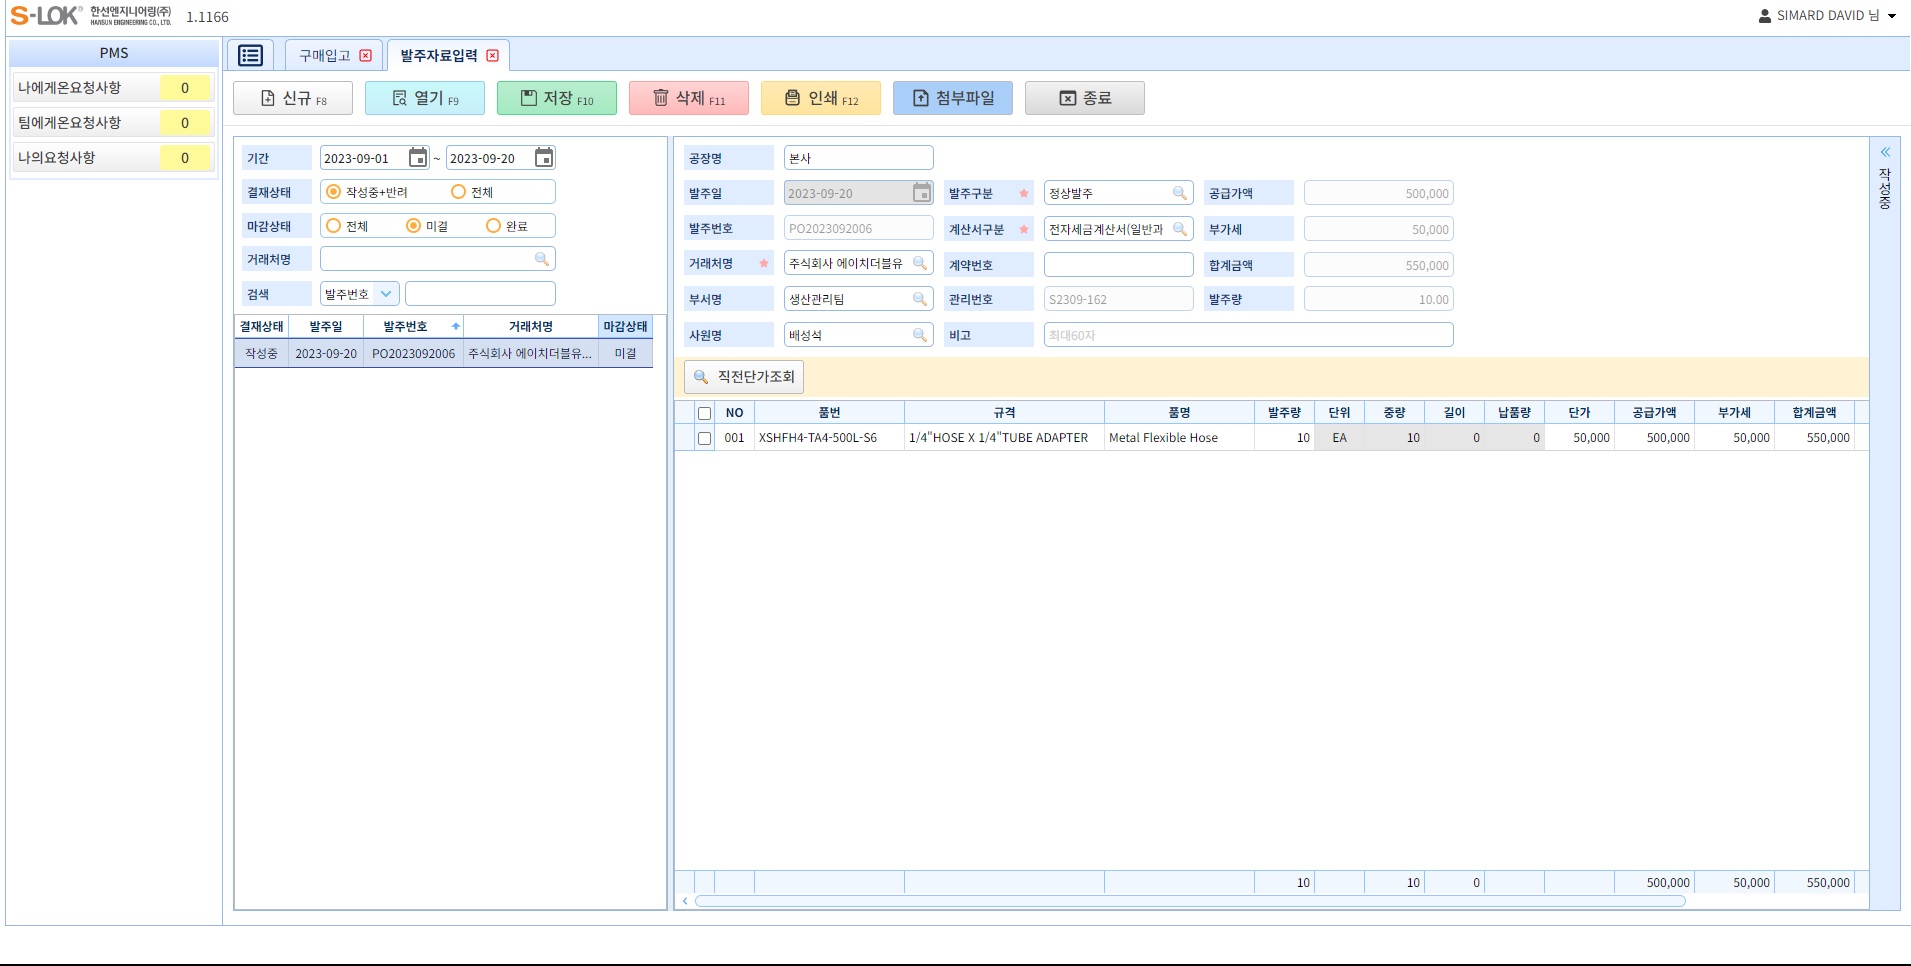 S-LOK® 한선엔지니어링(주) HANSUN ENGINEERING CO., LTD. 1.1166 SIMARD DAVID 님
PMS
나에게온요청사항 0
팀에게온요청사항 0
나의요청사항 0
구매입고 발주자료입력
신규 F8 열기 F9 저장 F10 삭제 F11 인쇄 F12 첨부파일 종료
기간 2023-09-01 ~ 2023-09-20
결재상태 작성중+반려 전체
마감상태 전체 미결 완료
거래처명
검색 발주번호
결재상태 발주일 발주번호 거래처명 마감상태
작성중 2023-09-20 PO2023092006 주식회사 에이치더블유... 미결
공장명 본사
발주일 2023-09-20 발주구분 정상발주 공급가액 500,000
발주번호 PO2023092006 계산서구분 전자세금계산서(일반과 부가세 50,000
거래처명 주식회사 에이치더블유 계약번호 합계금액 550,000
부서명 생산관리팀 관리번호 S2309-162 발주량 10.00
사원명 배성석 비고 최대60자
직전단가조회
NO 품번 규격 품명 발주량 단위 중량 길이 납품량 단가 공급가액 부가세 합계금액
001 XSHFH4-TA4-500L-S6 1/4"HOSE X 1/4"TUBE ADAPTER Metal Flexible Hose 10 EA 10 0 0 50,000 500,000 50,000 550,000
10 10 0 500,000 50,000 550,000
작성중